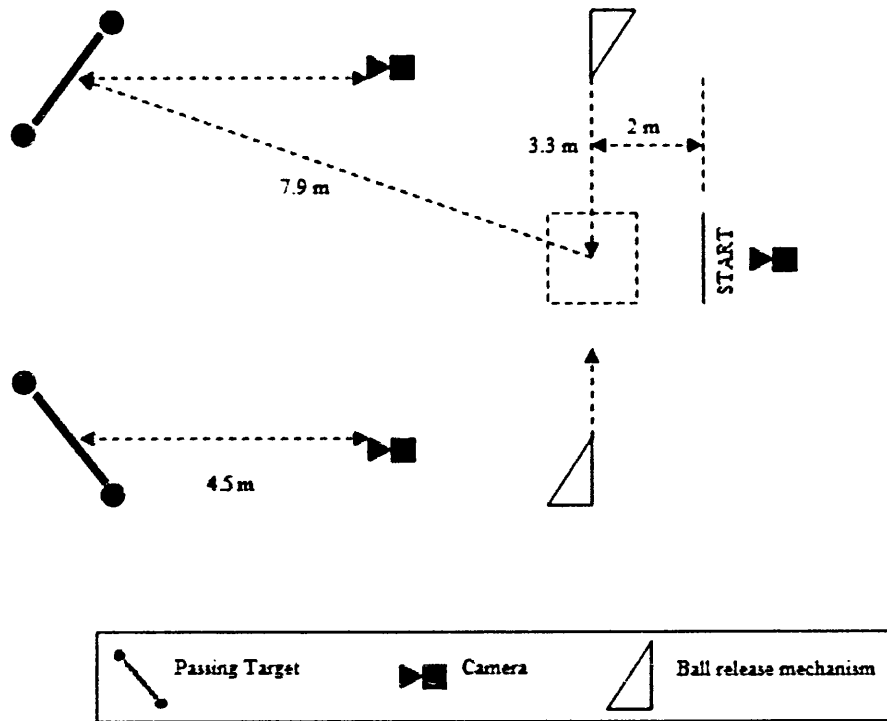 2 m
3.3 m
7.9 m
START
4.5 m
Passing Target
Camera
Ball release mechanism